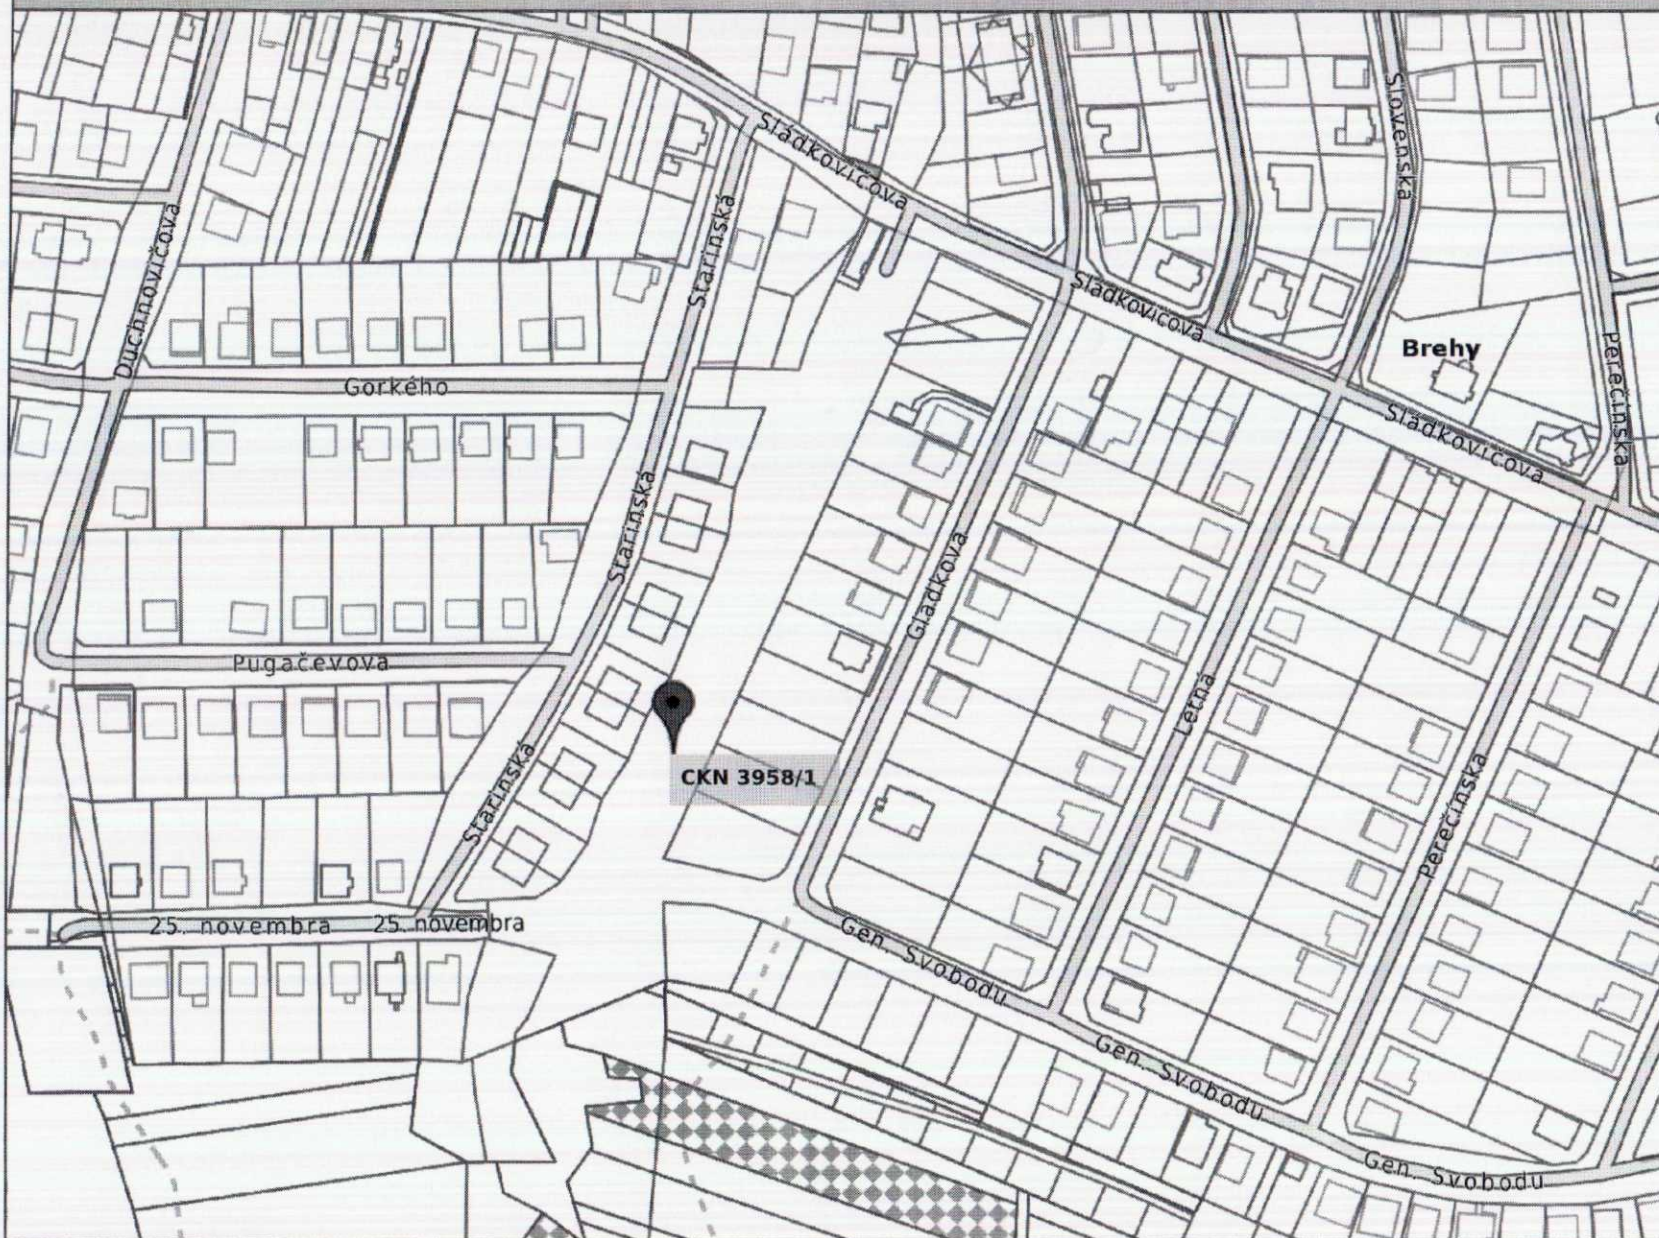 Sládkovičova
Slovenská
Duchnovičova
Starinská
Sládkovičova
Brehy
Perečínska
Gorkého
Sládkovičova
Starinská
Gladkova
Pugačevova
Letná
CKN 3958/1
Starinská
Perečínska
25. novembra
25. novembra
Gen. Svobodu
Gen. Svobodu
Gen. Svobodu